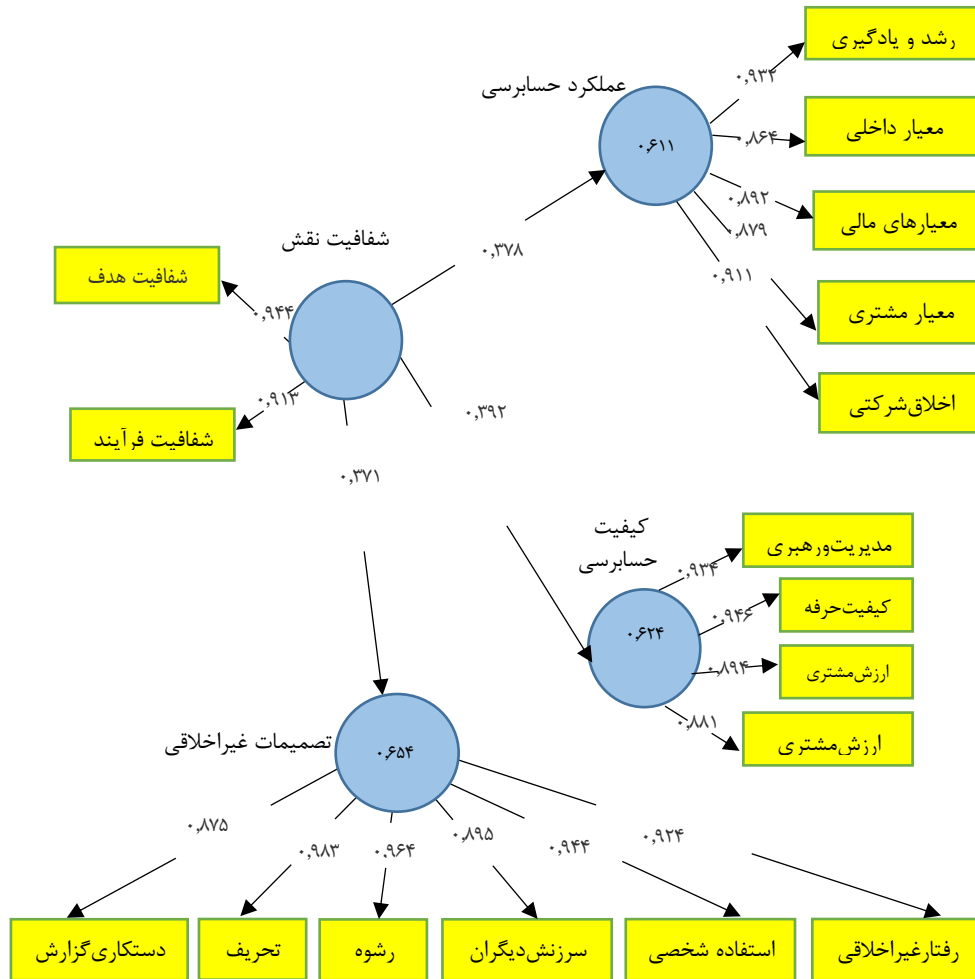 رشد و یادگیری
۰,۹۳۴
عملکرد حسابرسی
معیار داخلی
۰,۸۶۴
۰,۶۱۱
۰,۸۹۲
معیارهای مالی
۰,۸۷۹
شفافیت نقش
۰,۳۷۸
شفافیت هدف
۰,۹۱۱
۰,۹۴۴
معیار مشتری
۰,۹۱۳
اخلاق‌شرکتی
شفافیت فرآیند
۰,۳۹۲
۰,۳۷۱
کیفیت
حسابرسی
مدیریت‌ورهبری
۰,۹۳۴
کیفیت‌حرفه
۰,۹۴۶
۰,۶۲۴
۰,۸۹۴
ارزش‌مشتری
۰,۸۸۱
ارزش‌مشتری
تصمیمات غیراخلاقی
۰,۶۵۴
۰,۸۷۵
۰,۹۸۳
۰,۹۶۴
۰,۸۹۵
۰,۹۴۴
۰,۹۲۴
دستکاری‌گزارش
تحریف
رشوه
سرزنش‌دیگران
استفاده شخصی
رفتارغیراخلاقی